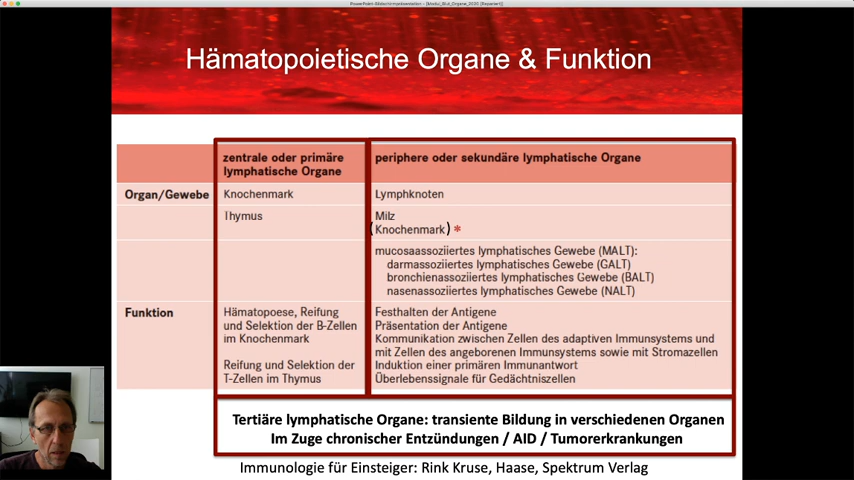 PowerPoint-Bildschirmpräsentation - [Modul_Blut_Organe_2020 [Repariert]]
Hämatopoietische Organe & Funktion
zentrale oder primäre
lymphatische Organe
periphere oder sekundäre lymphatische Organe
Organ/Gewebe
Knochenmark
Lymphknoten
Thymus
Milz
(Knochenmark) *
mucosaassoziiertes lymphatisches Gewebe (MALT):
darmassoziiertes lymphatisches Gewebe (GALT)
bronchienassoziiertes lymphatisches Gewebe (BALT)
nasenassoziiertes lymphatisches Gewebe (NALT)
Funktion
Hämatopoese, Reifung
und Selektion der B-Zellen
im Knochenmark
Reifung und Selektion der
T-Zellen im Thymus
Festhalten der Antigene
Präsentation der Antigene
Kommunikation zwischen Zellen des adaptiven Immunsystems und
mit Zellen des angeborenen Immunsystems sowie mit Stromazellen
Induktion einer primären Immunantwort
Überlebenssignale für Gedächtniszellen
Tertiäre lymphatische Organe: transiente Bildung in verschiedenen Organen
Im Zuge chronischer Entzündungen / AID / Tumorerkrankungen
Immunologie für Einsteiger: Rink Kruse, Haase, Spektrum Verlag